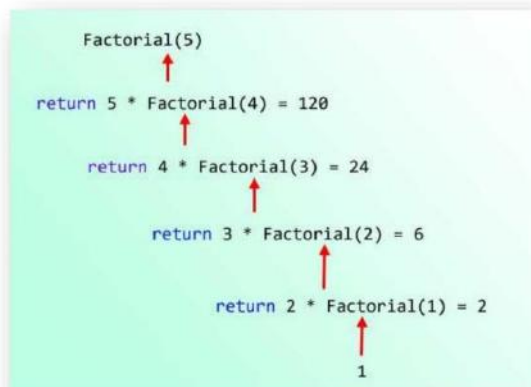 Factorial(5)
return 5 * Factorial(4) = 120
return 4 * Factorial(3) = 24
return 3 * Factorial(2) = 6
return 2 * Factorial(1) = 2
1